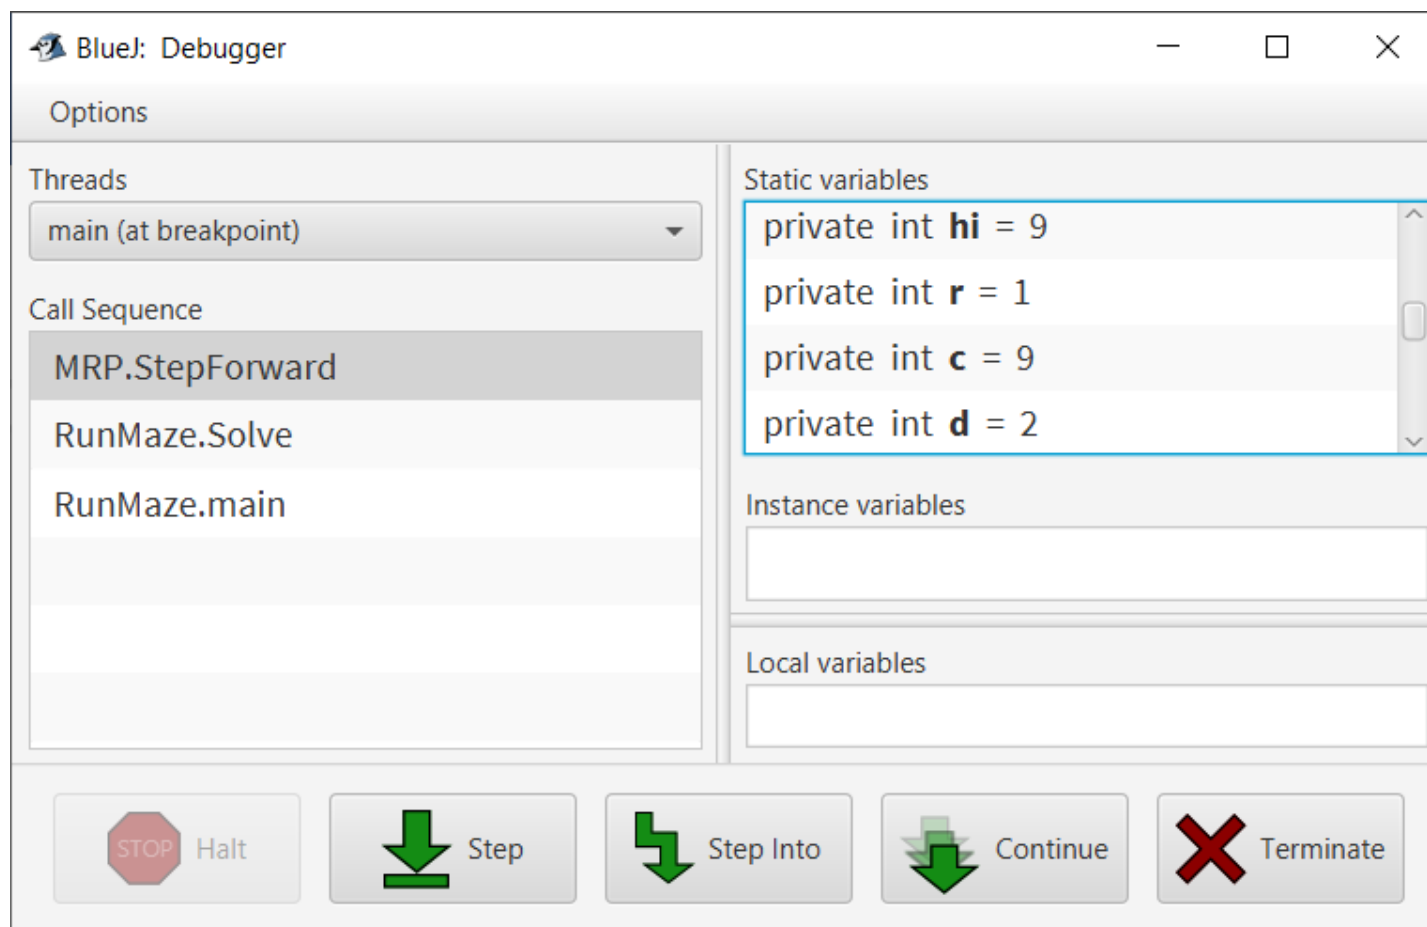 BlueJ: Debugger
Options
Threads
main (at breakpoint)
Call Sequence
MRP.StepForward
RunMaze.Solve
RunMaze.main
Static variables
private int hi = 9
private int r = 1
private int c = 9
private int d = 2
Instance variables
Local variables
STOP Halt
Step
Step Into
Continue
Terminate